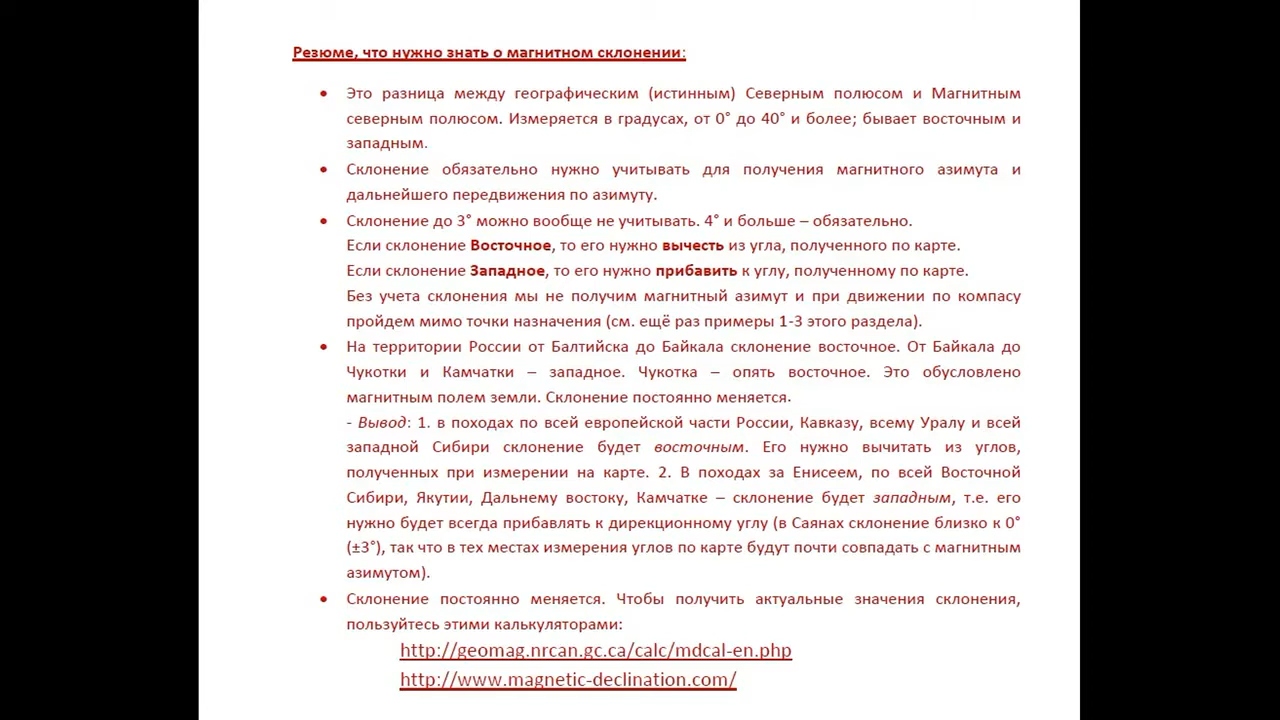 Резюме, что нужно знать о магнитном склонении:
• Это разница между географическим (истинным) Северным полюсом и Магнитным
северным полюсом. Измеряется в градусах, от 0° до 40° и более; бывает восточным и
западным.
• Склонение обязательно нужно учитывать для получения магнитного азимута и
дальнейшего передвижения по азимуту.
• Склонение до 3° можно вообще не учитывать. 4° и больше – обязательно.
Если склонение Восточное, то его нужно вычесть из угла, полученного по карте.
Если склонение Западное, то его нужно прибавить к углу, полученному по карте.
Без учета склонения мы не получим магнитный азимут и при движении по компасу
пройдем мимо точки назначения (см. ещё раз примеры 1-3 этого раздела).
• На территории России от Балтийска до Байкала склонение восточное. От Байкала до
Чукотки и Камчатки – западное. Чукотка – опять восточное. Это обусловлено
магнитным полем земли. Склонение постоянно меняется.
- Вывод: 1. в походах по всей европейской части России, Кавказу, всему Уралу и всей
западной Сибири склонение будет восточным. Его нужно вычитать из углов,
полученных при измерении на карте. 2. В походах за Енисеем, по всей Восточной
Сибири, Якутии, Дальнему востоку, Камчатке – склонение будет западным, т.е. его
нужно будет всегда прибавлять к дирекционному углу (в Саянах склонение близко к 0°
(±3°), так что в тех местах измерения углов по карте будут почти совпадать с магнитным
азимутом).
• Склонение постоянно меняется. Чтобы получить актуальные значения склонения,
пользуйтесь этими калькуляторами:
http://geomag.nrcan.gc.ca/calc/mdcal-en.php
http://www.magnetic-declination.com/